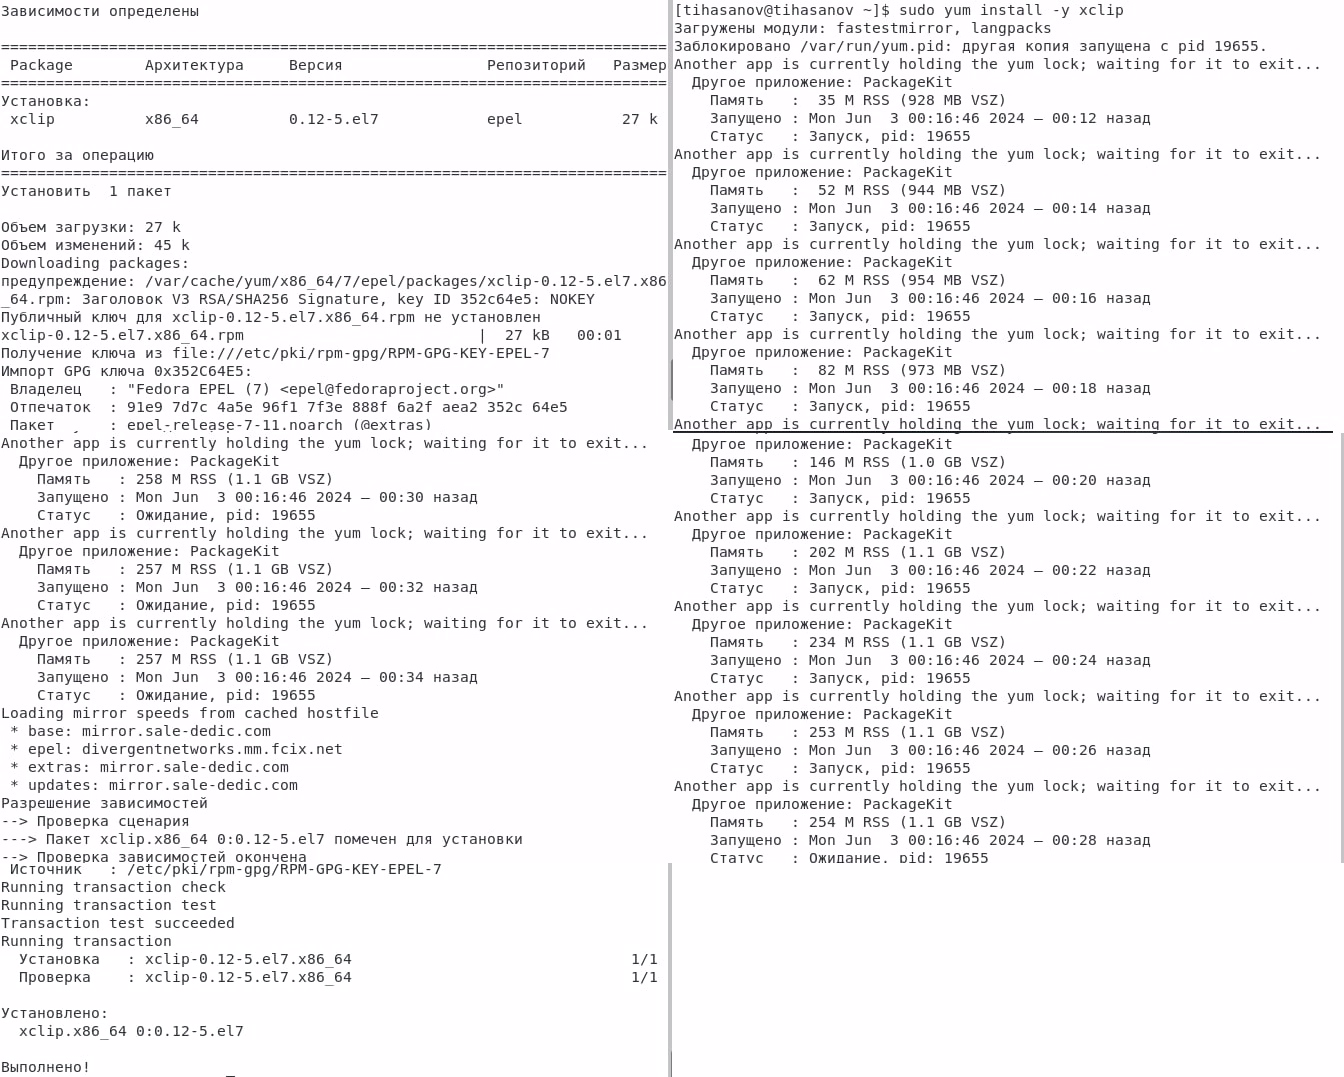 Зависимости определены
================================================================================
Package Архитектура Версия Репозиторий Размер
================================================================================
Установка:
xclip x86_64 0.12-5.el7 epel 27 k
Итого за операцию
================================================================================
Установить 1 пакет
Объем загрузки: 27 k
Объем изменений: 45 k
Downloading packages:
предупреждение: /var/cache/yum/x86_64/7/epel/packages/xclip-0.12-5.el7.x86
_64.rpm: Заголовок V3 RSA/SHA256 Signature, key ID 352c64e5: NOKEY
Публичный ключ для xclip-0.12-5.el7.x86_64.rpm не установлен
xclip-0.12-5.el7.x86_64.rpm | 27 kB 00:01
Получение ключа из file:///etc/pki/rpm-gpg/RPM-GPG-KEY-EPEL-7
Импорт GPG ключа 0x352C64E5:
Владелец : "Fedora EPEL (7) <epel@fedoraproject.org>"
Отпечаток : 91e9 7d7c 4a5e 96f1 7f3e 888f 6a2f aea2 352c 64e5
Пакет : epel-release-7-11.noarch (@extras)
[tihasanov@tihasanov ~]$ sudo yum install -y xclip
Загружены модули: fastestmirror, langpacks
Заблокировано /var/run/yum.pid: другая копия запущена с pid 19655.
Another app is currently holding the yum lock; waiting for it to exit...
Другое приложение: PackageKit
Память : 35 M RSS (928 MB VSZ)
Запущено : Mon Jun 3 00:16:46 2024 — 00:12 назад
Статус : Запуск, pid: 19655
Another app is currently holding the yum lock; waiting for it to exit...
Другое приложение: PackageKit
Память : 52 M RSS (944 MB VSZ)
Запущено : Mon Jun 3 00:16:46 2024 — 00:14 назад
Статус : Запуск, pid: 19655
Another app is currently holding the yum lock; waiting for it to exit...
Другое приложение: PackageKit
Память : 62 M RSS (954 MB VSZ)
Запущено : Mon Jun 3 00:16:46 2024 — 00:16 назад
Статус : Запуск, pid: 19655
Another app is currently holding the yum lock; waiting for it to exit...
Другое приложение: PackageKit
Память : 82 M RSS (973 MB VSZ)
Запущено : Mon Jun 3 00:16:46 2024 — 00:18 назад
Статус : Запуск, pid: 19655
Another app is currently holding the yum lock; waiting for it to exit...
Another app is currently holding the yum lock; waiting for it to exit...
Другое приложение: PackageKit
Память : 258 M RSS (1.1 GB VSZ)
Запущено : Mon Jun 3 00:16:46 2024 — 00:30 назад
Статус : Ожидание, pid: 19655
Another app is currently holding the yum lock; waiting for it to exit...
Другое приложение: PackageKit
Память : 257 M RSS (1.1 GB VSZ)
Запущено : Mon Jun 3 00:16:46 2024 — 00:32 назад
Статус : Ожидание, pid: 19655
Another app is currently holding the yum lock; waiting for it to exit...
Другое приложение: PackageKit
Память : 257 M RSS (1.1 GB VSZ)
Запущено : Mon Jun 3 00:16:46 2024 — 00:34 назад
Статус : Ожидание, pid: 19655
Loading mirror speeds from cached hostfile
* base: mirror.sale-dedic.com
* epel: divergentnetworks.mm.fcix.net
* extras: mirror.sale-dedic.com
* updates: mirror.sale-dedic.com
Разрешение зависимостей
--> Проверка сценария
---> Пакет xclip.x86_64 0:0.12-5.el7 помечен для установки
--> Проверка зависимостей окончена
Другое приложение: PackageKit
Память : 146 M RSS (1.0 GB VSZ)
Запущено : Mon Jun 3 00:16:46 2024 — 00:20 назад
Статус : Запуск, pid: 19655
Another app is currently holding the yum lock; waiting for it to exit...
Другое приложение: PackageKit
Память : 202 M RSS (1.1 GB VSZ)
Запущено : Mon Jun 3 00:16:46 2024 — 00:22 назад
Статус : Запуск, pid: 19655
Another app is currently holding the yum lock; waiting for it to exit...
Другое приложение: PackageKit
Память : 234 M RSS (1.1 GB VSZ)
Запущено : Mon Jun 3 00:16:46 2024 — 00:24 назад
Статус : Запуск, pid: 19655
Another app is currently holding the yum lock; waiting for it to exit...
Другое приложение: PackageKit
Память : 253 M RSS (1.1 GB VSZ)
Запущено : Mon Jun 3 00:16:46 2024 — 00:26 назад
Статус : Запуск, pid: 19655
Another app is currently holding the yum lock; waiting for it to exit...
Другое приложение: PackageKit
Память : 254 M RSS (1.1 GB VSZ)
Запущено : Mon Jun 3 00:16:46 2024 — 00:28 назад
Статус : Ожидание, pid: 19655
Источник : /etc/pki/rpm-gpg/RPM-GPG-KEY-EPEL-7
Running transaction check
Running transaction test
Transaction test succeeded
Running transaction
Установка : xclip-0.12-5.el7.x86_64 1/1
Проверка : xclip-0.12-5.el7.x86_64 1/1
Установлено:
xclip.x86_64 0:0.12-5.el7
Выполнено!